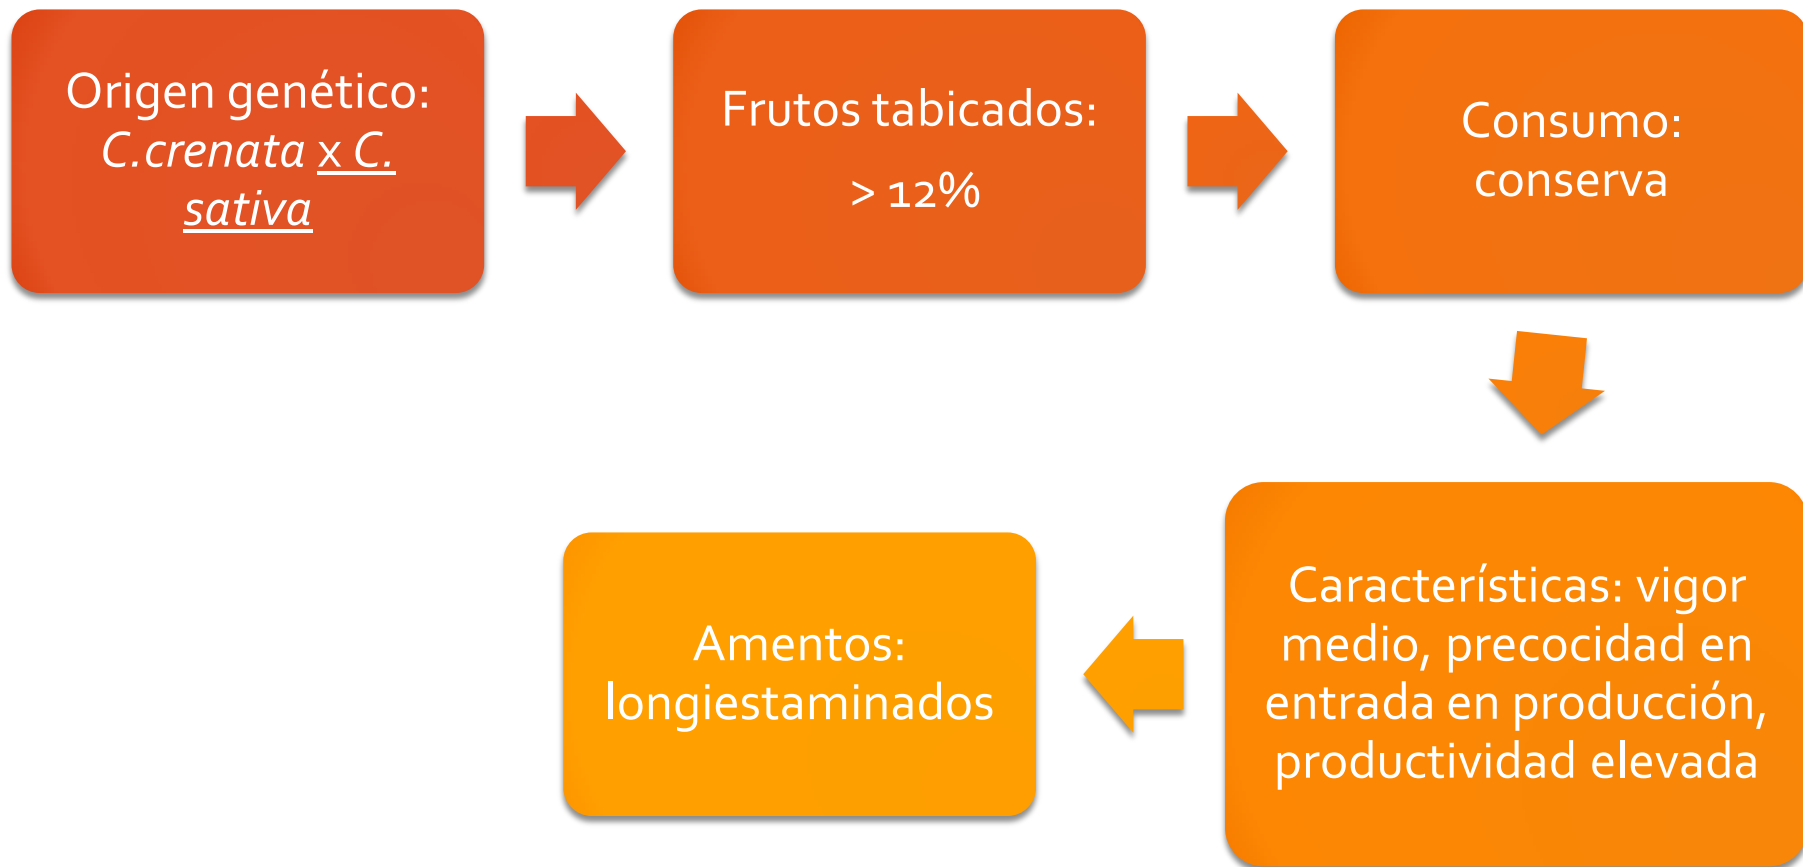 Origen genético:
C.crenata x C.
sativa
Frutos tabicados:
> 12%
Consumo:
conserva
Características: vigor
medio, precocidad en
entrada en producción,
productividad elevada
Amentos:
longiestaminados